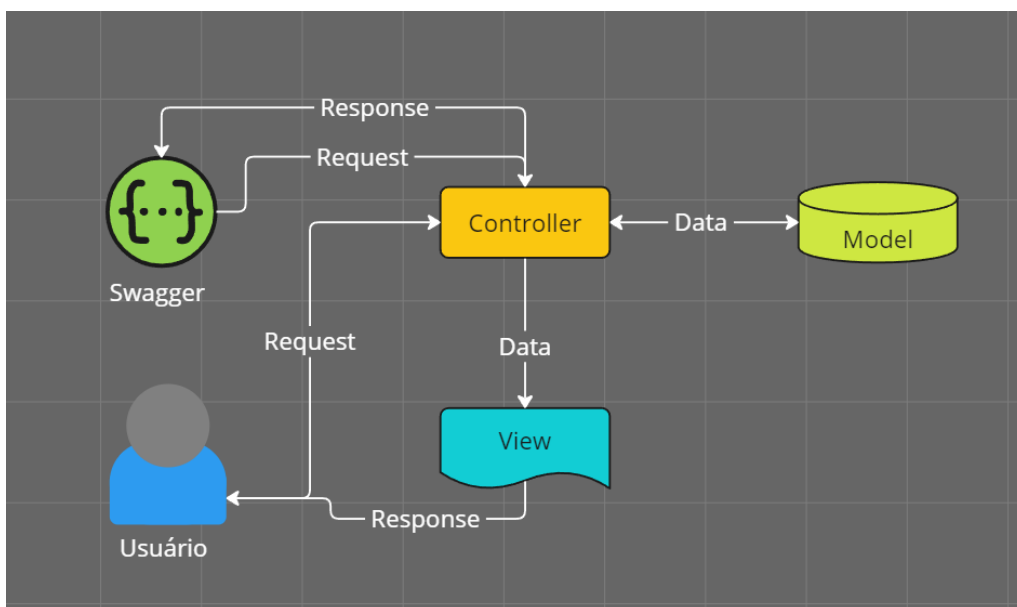 Response
Request
Controller
Data
Model
Swagger
Request
Data
View
Response
Usuário